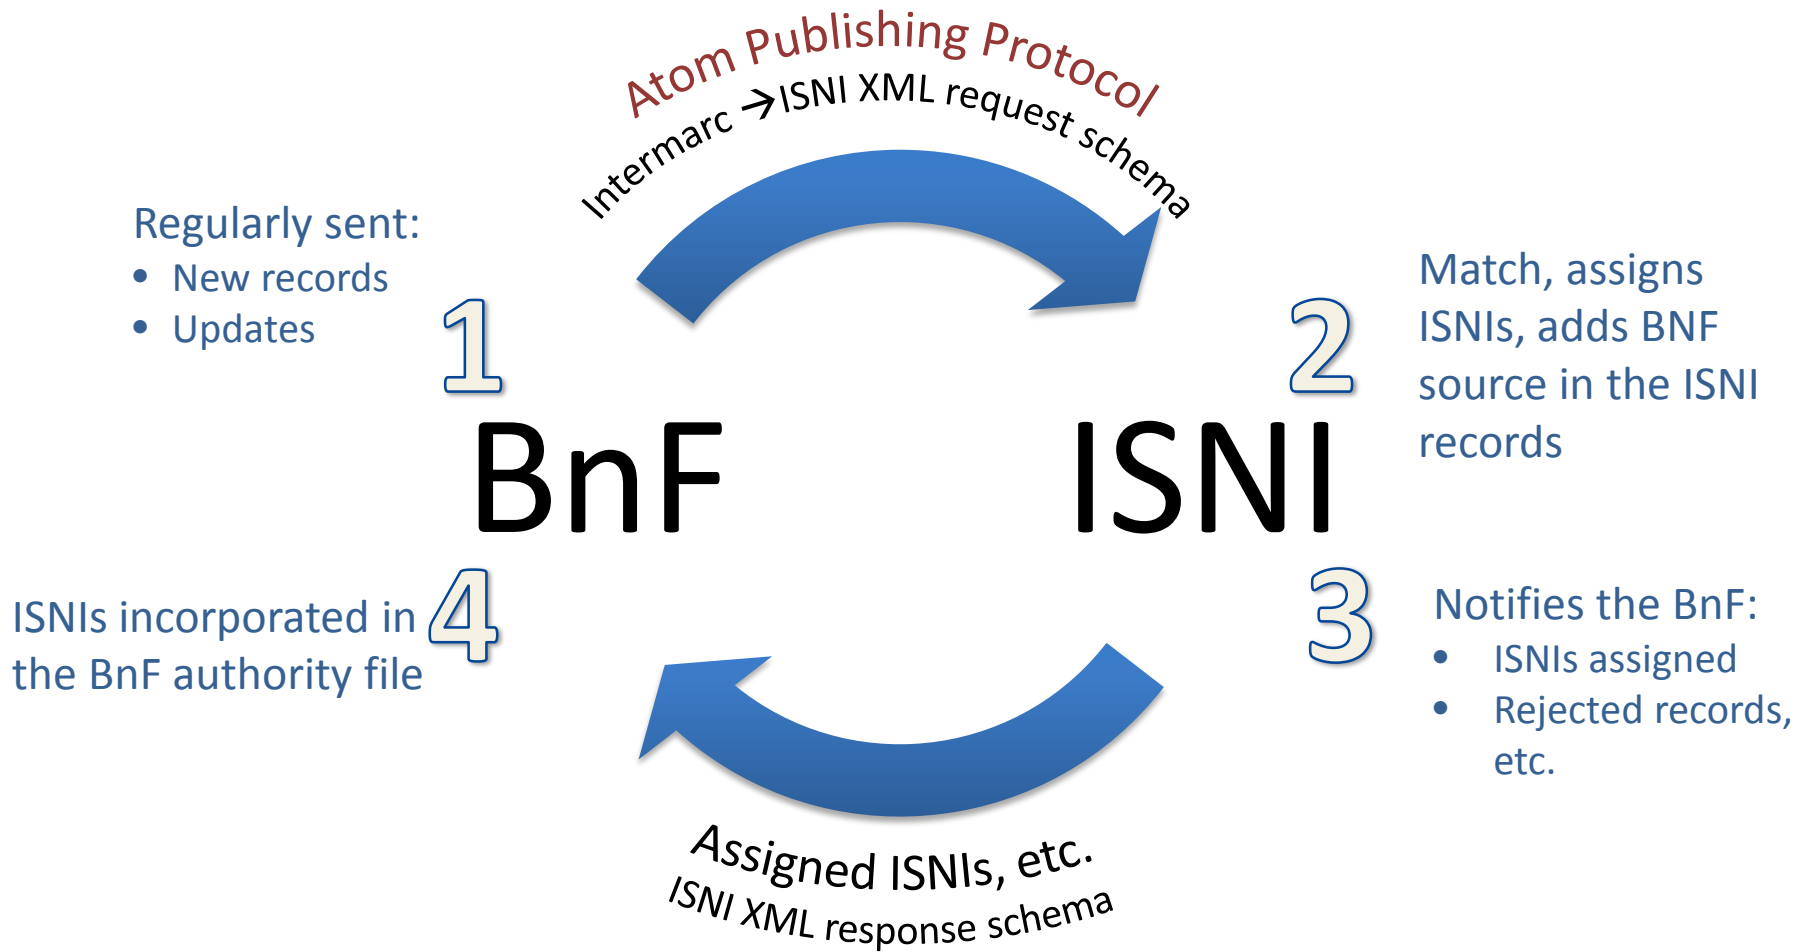 Atom Publishing Protocol
Intermarc →ISNI XML request schema
Regularly sent:
• New records
• Updates
1
2
Match, assigns
ISNIs, adds BNF
source in the ISNI
records
BnF
ISNI
4
ISNIs incorporated in
the BnF authority file
3
Notifies the BnF:
• ISNIs assigned
• Rejected records,
etc.
Assigned ISNIs, etc.
ISNI XML response schema